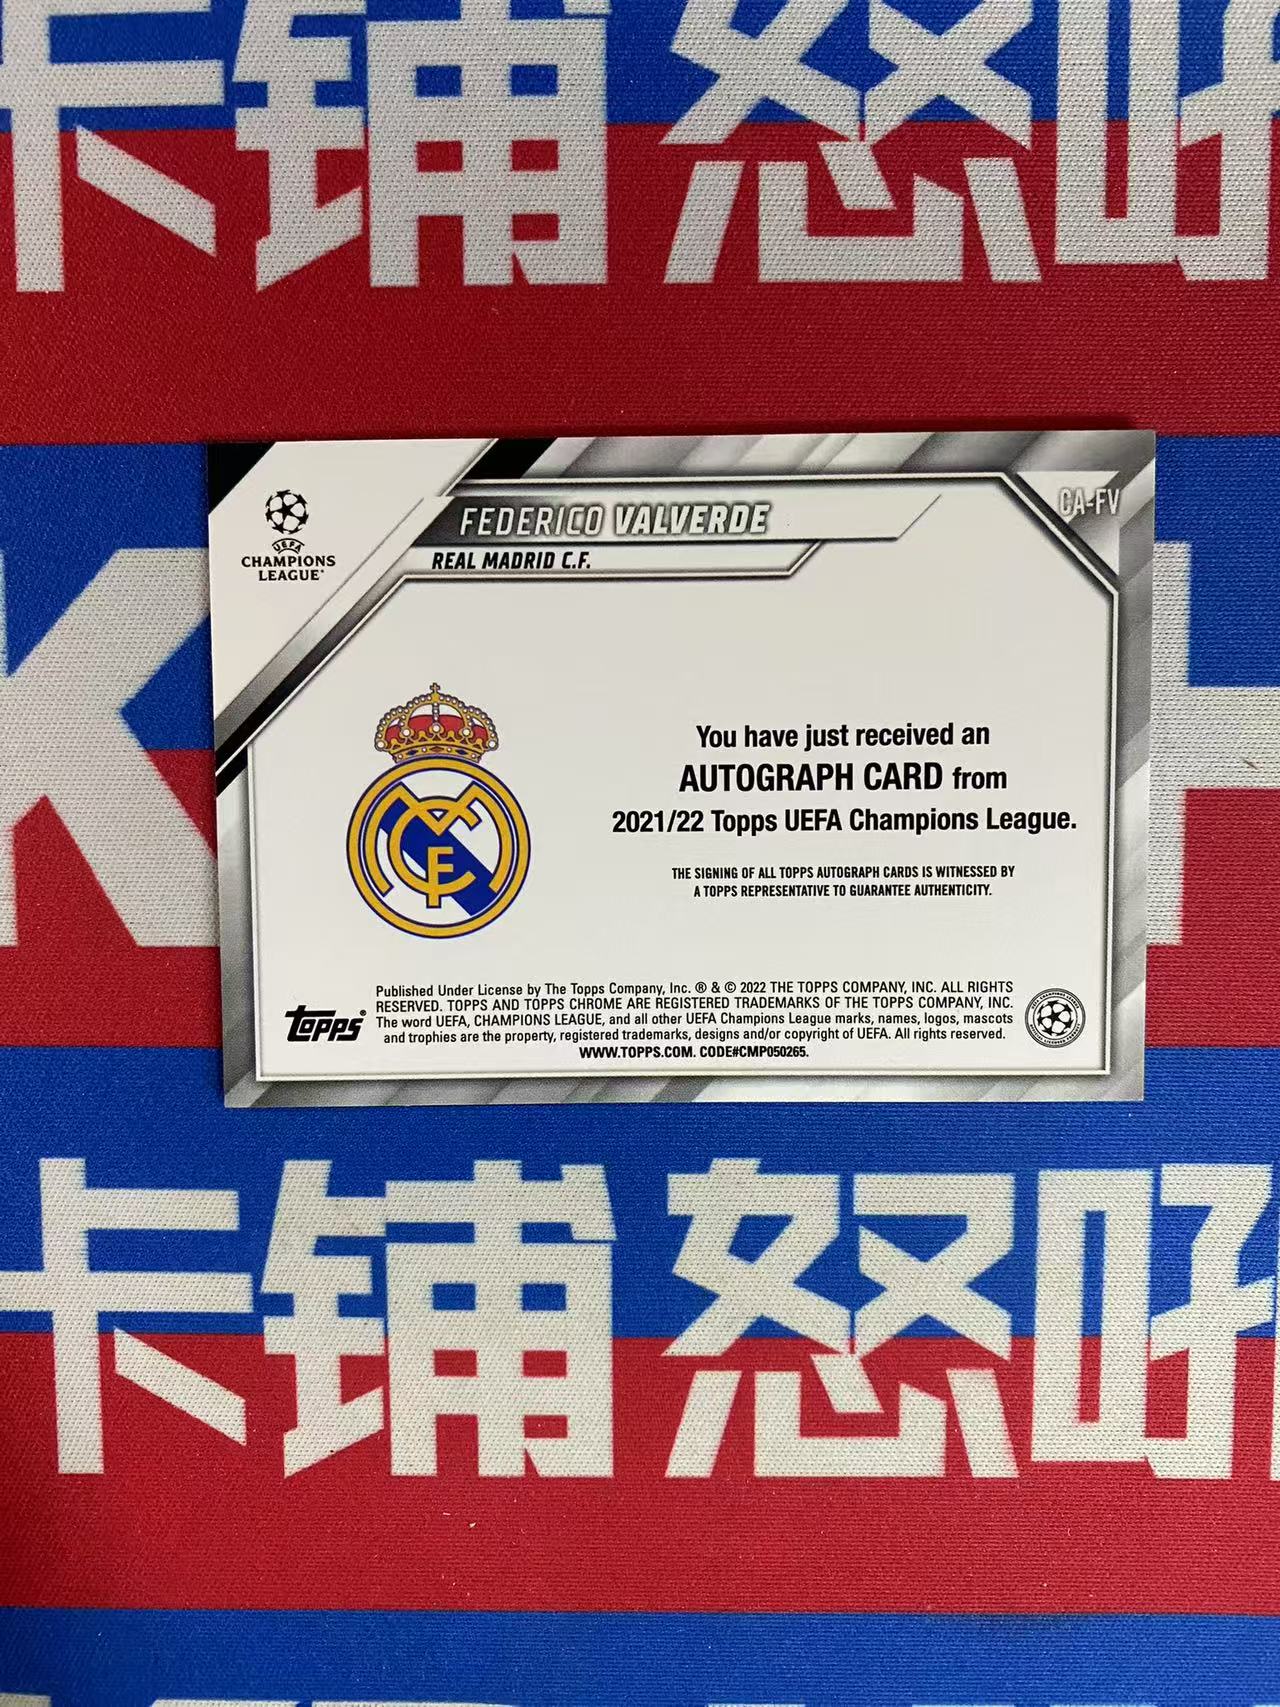 卡铺怒
UEFA
CHAMPIONS
LEAGUE
FEDERICO VALVERDE
CA-FV
REAL MADRID C.F.
You have just received an
AUTOGRAPH CARD from
2021/22 Topps UEFA Champions League.
THE SIGNING OF ALL TOPPS AUTOGRAPH CARDS IS WITNESSED BY
A TOPPS REPRESENTATIVE TO GUARANTEE AUTHENTICITY.
Published Under License by The Topps Company, Inc. ® & © 2022 THE TOPPS COMPANY, INC. ALL RIGHTS
RESERVED. TOPPS AND TOPPS CHROME ARE REGISTERED TRADEMARKS OF THE TOPPS COMPANY, INC.
The word UEFA, CHAMPIONS LEAGUE, and all other UEFA Champions League marks, names, logos, mascots
and trophies are the property, registered trademarks, designs and/or copyright of UEFA. All rights reserved.
WWW.TOPPS.COM. CODE#CMP050265.
topps®
K
卡铺怒